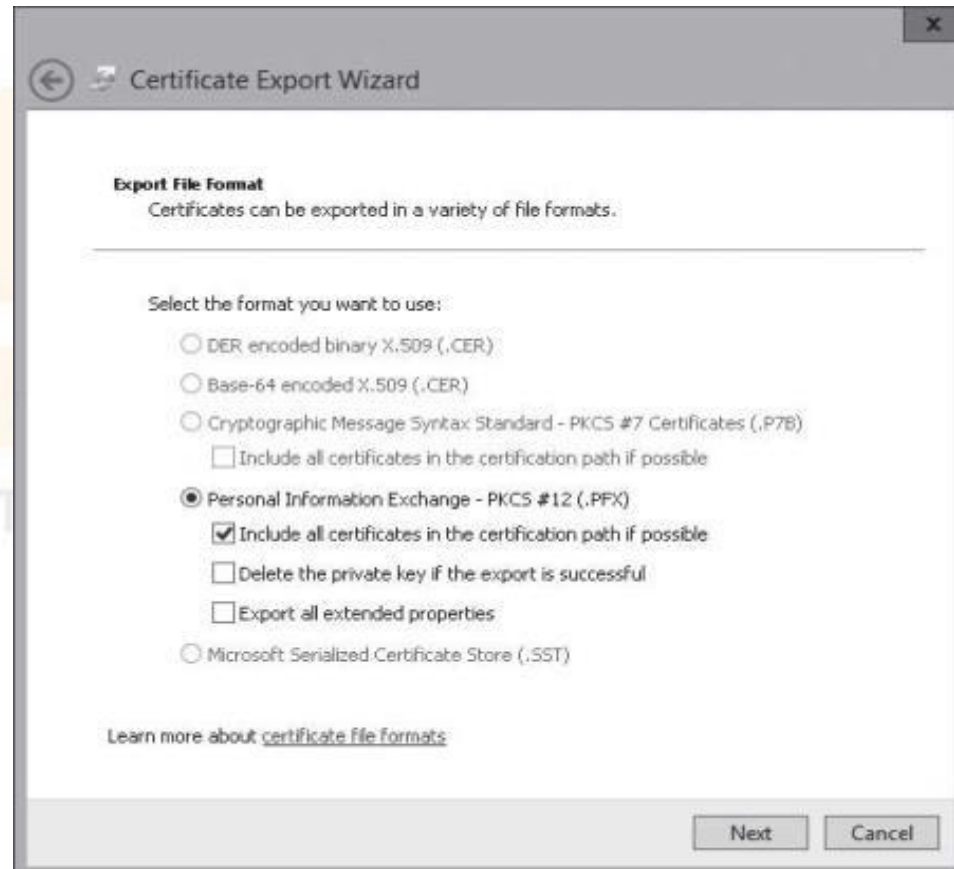 x
Certificate Export Wizard
Export File Format
Certificates can be exported in a variety of file formats.
Select the format you want to use:
DER encoded binary X.509 (.CER)
Base-64 encoded X.509 (.CER)
Cryptographic Message Syntax Standard - PKCS #7 Certificates (.P7B)
Include all certificates in the certification path if possible
Personal Information Exchange - PKCS #12 (.PFX)
Include all certificates in the certification path if possible
Delete the private key if the export is successful
Export all extended properties
Microsoft Serialized Certificate Store (.SST)
Learn more about certificate file formats
Next Cancel